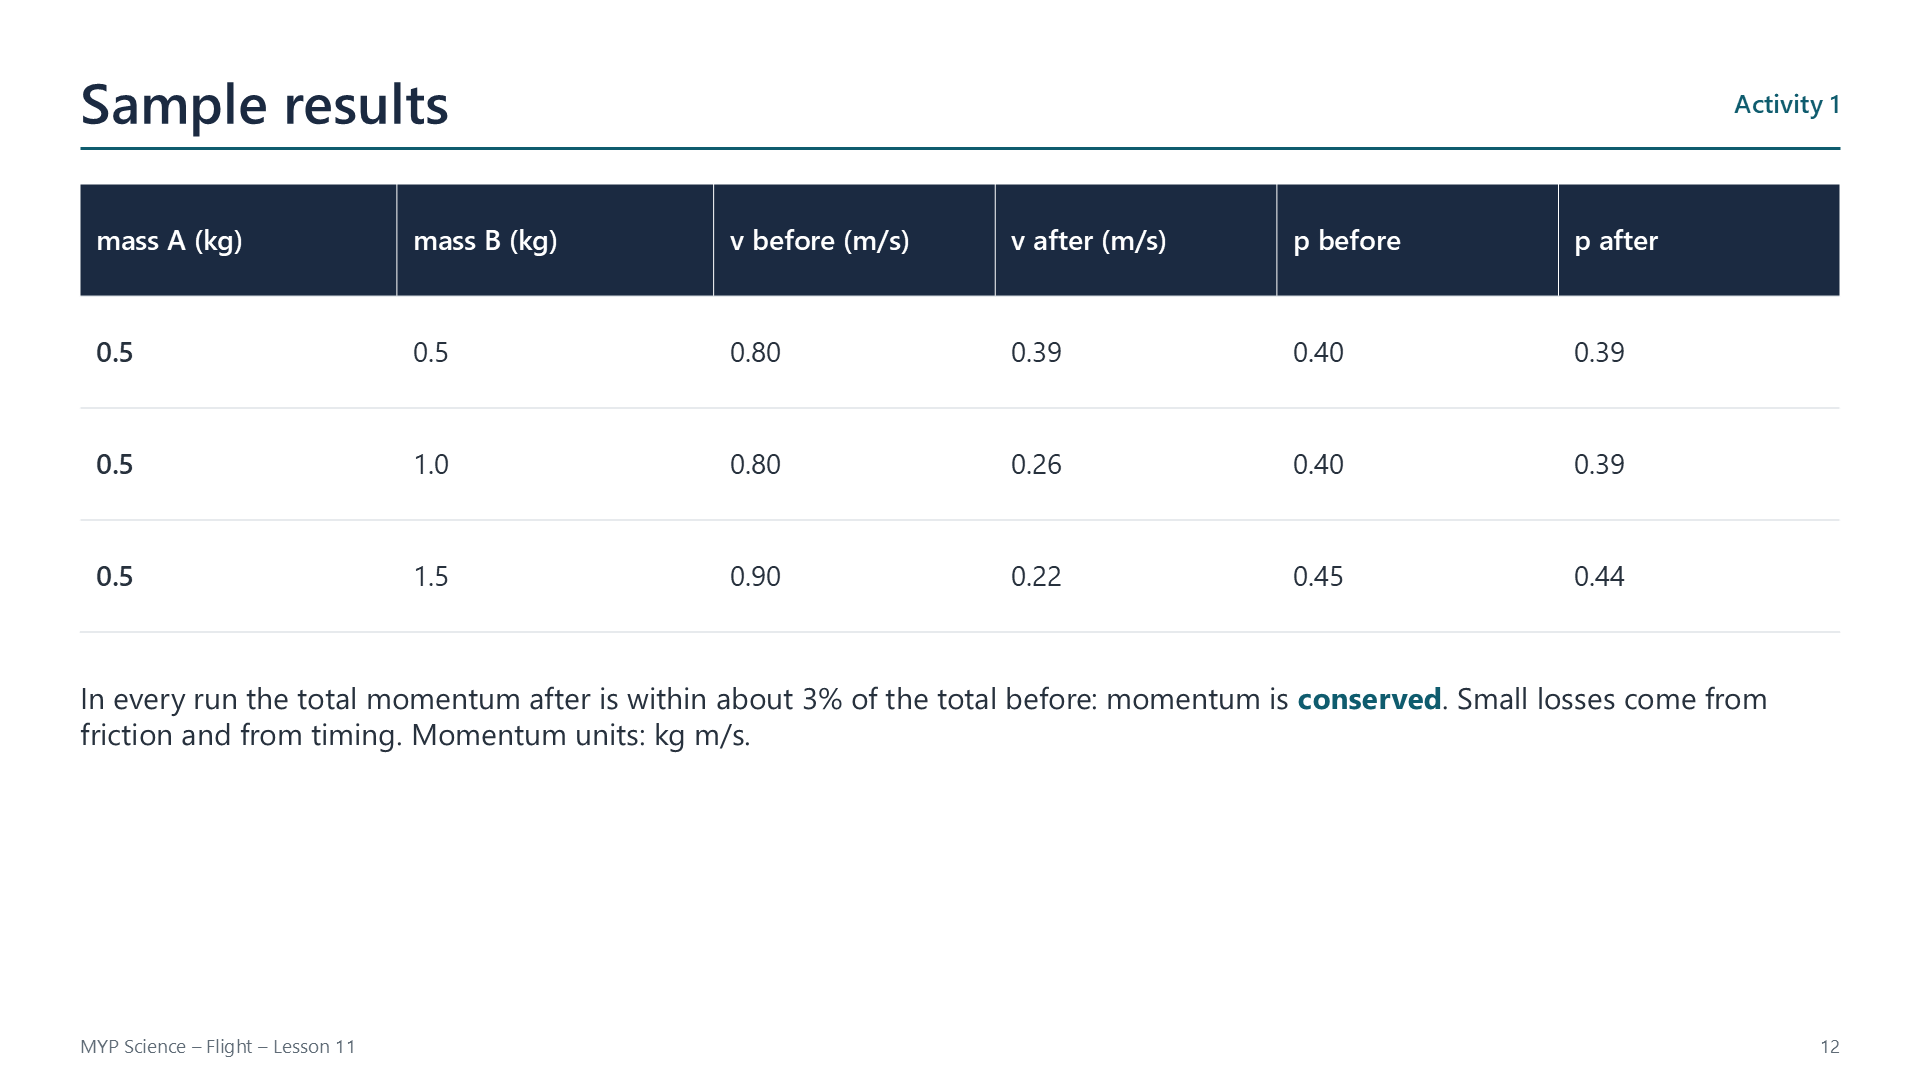 Sample results
Activity 1
mass A (kg) mass B (kg) v before (m/s) v after (m/s) p before p after
0.5 0.5 0.80 0.39 0.40 0.39
0.5 1.0 0.80 0.26 0.40 0.39
0.5 1.5 0.90 0.22 0.45 0.44
In every run the total momentum after is within about 3% of the total before: momentum is conserved. Small losses come from
friction and from timing. Momentum units: kg m/s.
MYP Science – Flight – Lesson 11
12